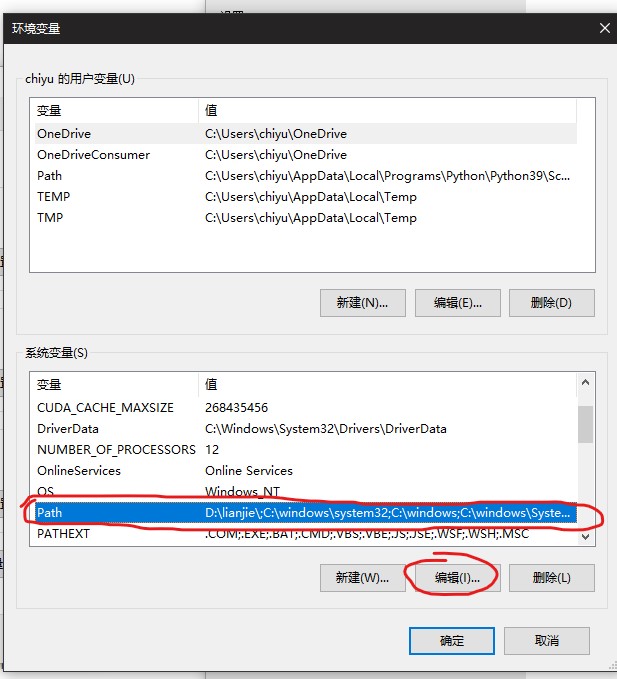 环境变量
chiyu 的用户变量(U)
变量 值
OneDrive C:\Users\chiyu\OneDrive
OneDriveConsumer C:\Users\chiyu\OneDrive
Path C:\Users\chiyu\AppData\Local\Programs\Python\Python39\Sc...
TEMP C:\Users\chiyu\AppData\Local\Temp
TMP C:\Users\chiyu\AppData\Local\Temp
新建(N)... 编辑(E)... 删除(D)
系统变量(S)
变量 值
CUDA_CACHE_MAXSIZE 268435456
DriverData C:\Windows\System32\Drivers\DriverData
NUMBER_OF_PROCESSORS 12
OnlineServices Online Services
OS Windows_NT
Path D:\lianjie\;C:\windows\system32;C:\windows;C:\windows\Syste...
PATHEXT .COM;.EXE;.BAT;.CMD;.VBS;.VBE;.JS;.JSE;.WSF;.WSH;.MSC
新建(W)... 编辑(I)... 删除(L)
确定 取消